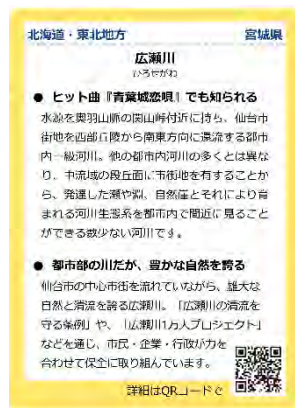 北海道・東北地方 宮城県
広瀬川
ひろせがわ
● ヒット曲『青葉城恋唄』でも知られる
水源を奥羽山脈の関山峠付近に持ち、仙台市
街地を西部丘陵から南東方向に還流する都市
内一級河川。他の都市内河川の多くとは異な
り、中流域の段丘面に市街地を有することか
ら、発達した瀬や淵、自然崖とそれにより育
まれる河川生態系を都市内で間近に見ること
ができる数少ない河川です。
● 都市部の川だが、豊かな自然を誇る
仙台市の中心市街を流れていながら、雄大な
自然と清流を誇る広瀬川。「広瀬川の清流を
守る条例」や、「広瀬川1万人プロジェクト」
などを通し、市民・企業・行政が力を
合わせて保全に取り組んでいます。
詳細はQRコードで